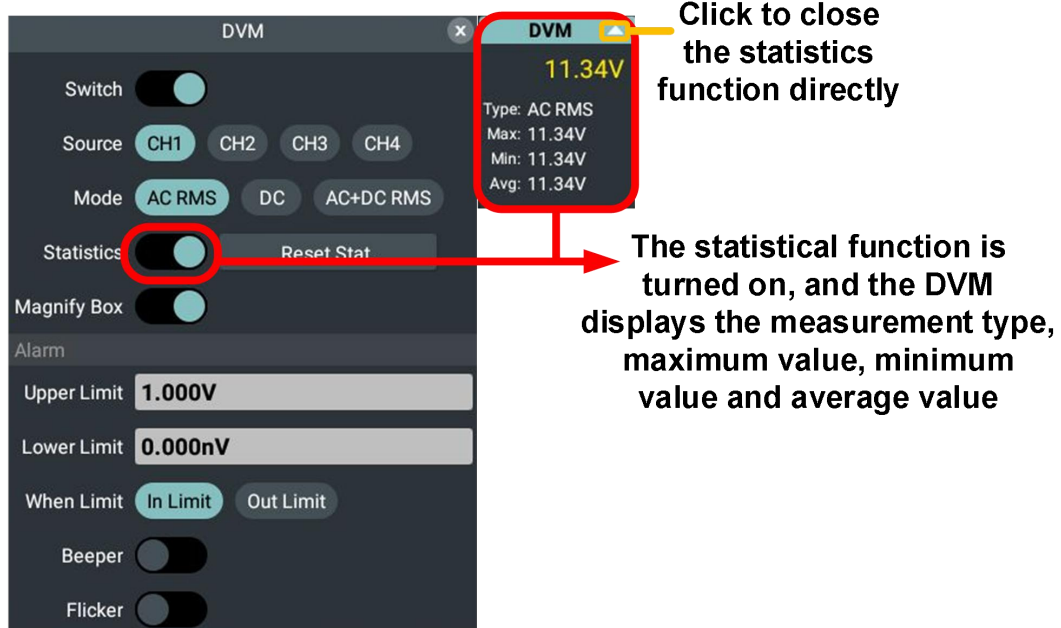 DVM
Switch
Source CH1 CH2 CH3 CH4
Mode AC RMS DC AC+DC RMS
Statistics Reset Stat
Magnify Box
Alarm
Upper Limit 1.000V
Lower Limit 0.000nV
When Limit In Limit Out Limit
Beeper
Flicker
DVM
11.34V
Type: AC RMS
Max: 11.34V
Min: 11.34V
Avg: 11.34V
Click to close
the statistics
function directly
The statistical function is
turned on, and the DVM
displays the measurement type,
maximum value, minimum
value and average value